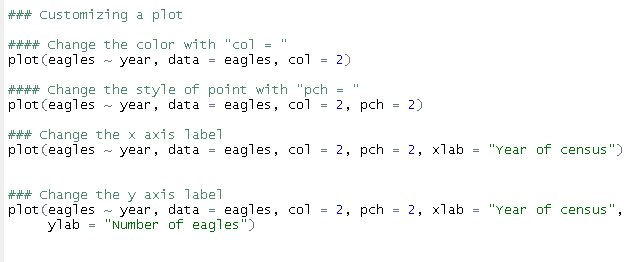 ### Customizing a plot
#### Change the color with "col = "
plot(eagles ~ year, data = eagles, col = 2)
#### Change the style of point with "pch = "
plot(eagles ~ year, data = eagles, col = 2, pch = 2)
### Change the x axis label
plot(eagles ~ year, data = eagles, col = 2, pch = 2, xlab = "Year of census")
### Change the y axis label
plot(eagles ~ year, data = eagles, col = 2, pch = 2, xlab = "Year of census",
ylab = "Number of eagles")